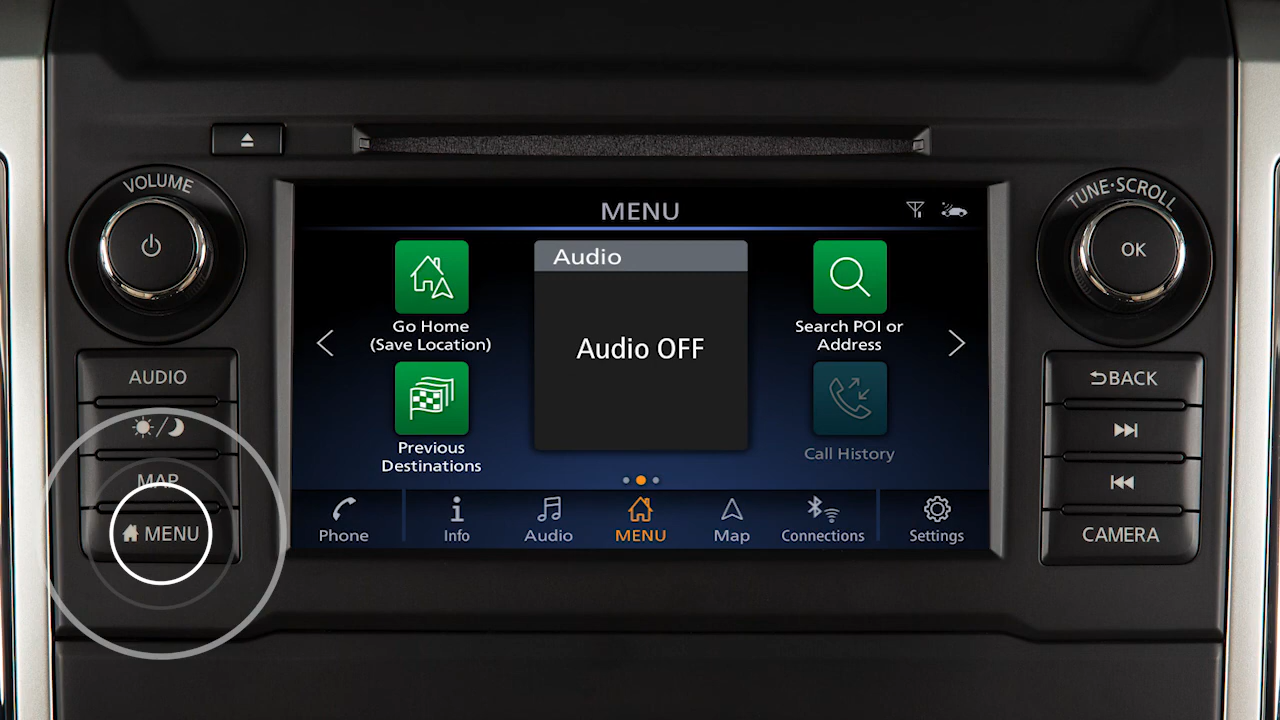 VOLUME
TUNE·SCROLL
OK
MENU
Audio
Audio OFF
Go Home
(Save Location)
Search POI or
Address
Previous
Destinations
Call History
Phone
Info
Audio
MENU
Map
Connections
Settings
AUDIO
MAP
MENU
BACK
CAMERA